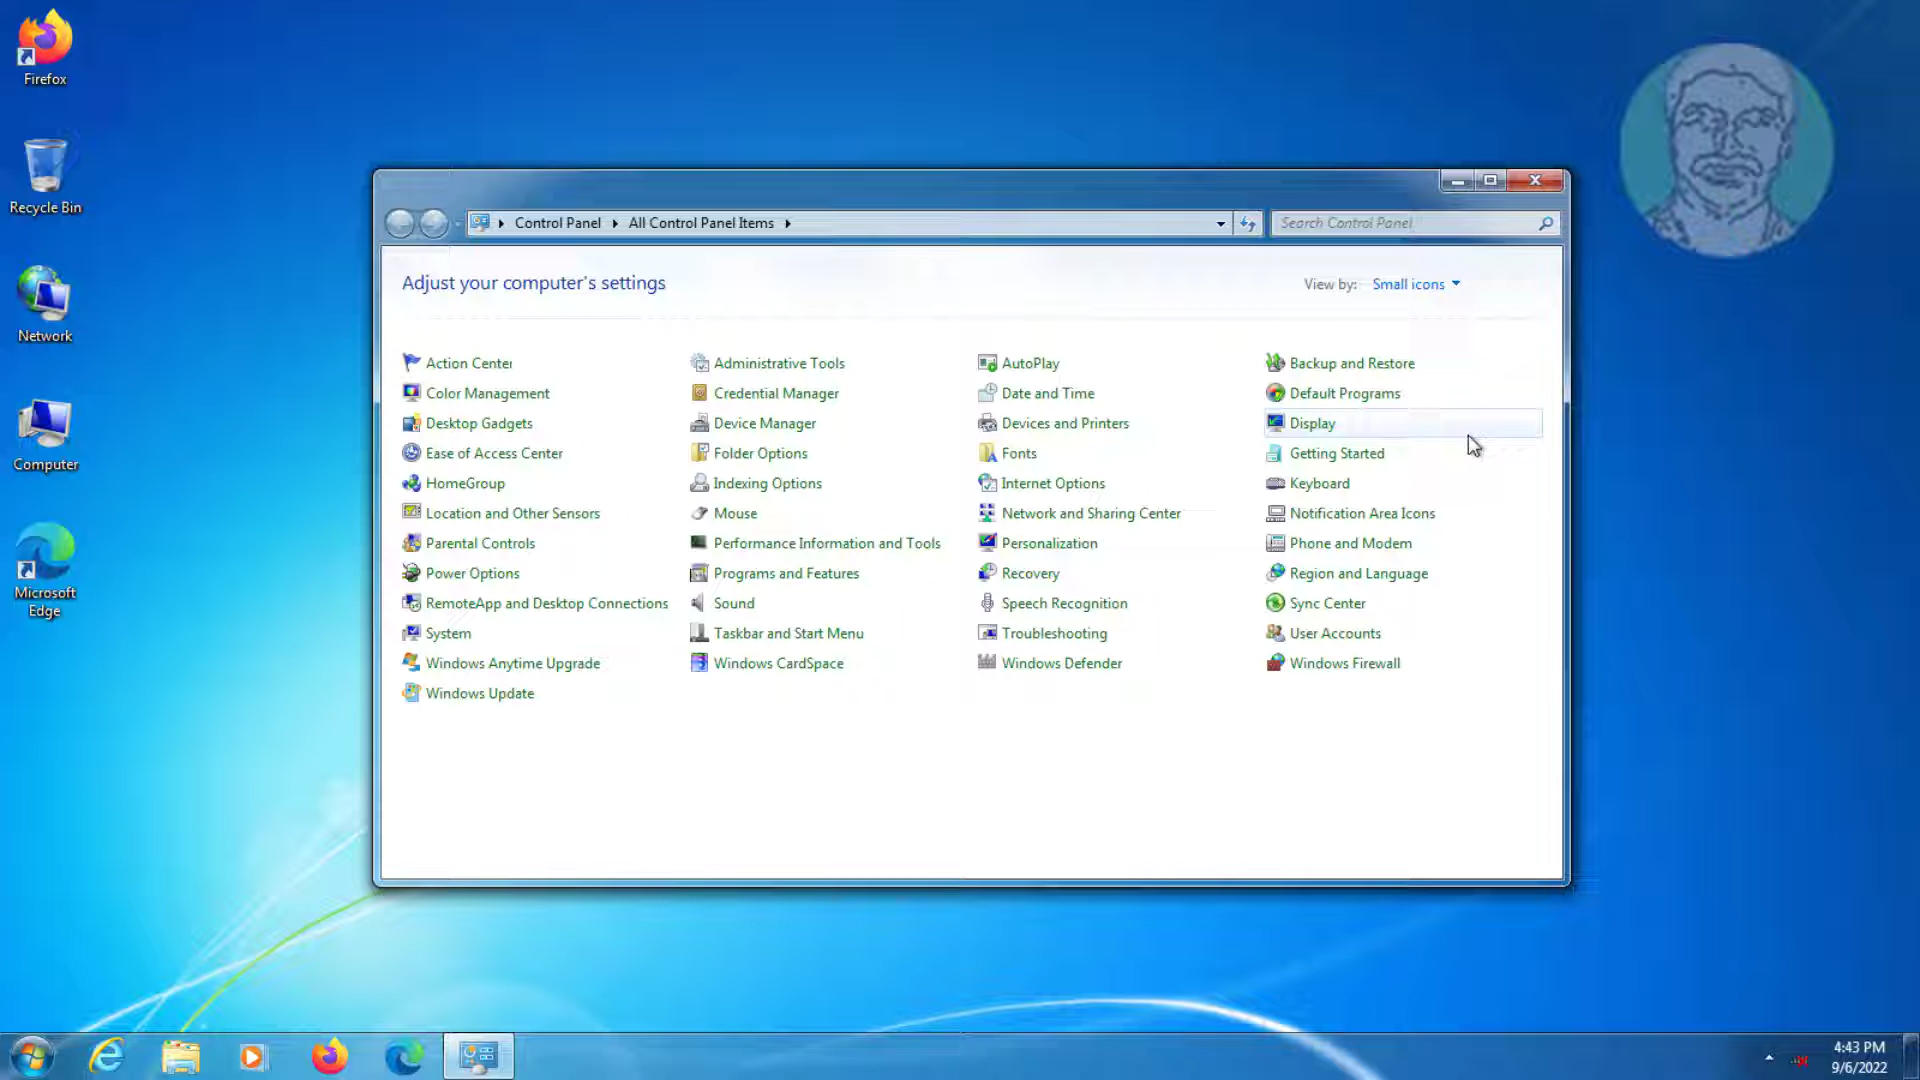 Firefox
Recycle Bin
Network
Computer
Microsoft
Edge
Control Panel
All Control Panel Items
Search Control Panel
Adjust your computer's settings
View by:
Small icons
Action Center
Administrative Tools
AutoPlay
Backup and Restore
Color Management
Credential Manager
Date and Time
Default Programs
Desktop Gadgets
Device Manager
Devices and Printers
Display
Ease of Access Center
Folder Options
Fonts
Getting Started
HomeGroup
Indexing Options
Internet Options
Keyboard
Location and Other Sensors
Mouse
Network and Sharing Center
Notification Area Icons
Parental Controls
Performance Information and Tools
Personalization
Phone and Modem
Power Options
Programs and Features
Recovery
Region and Language
RemoteApp and Desktop Connections
Sound
Speech Recognition
Sync Center
System
Taskbar and Start Menu
Troubleshooting
User Accounts
Windows Anytime Upgrade
Windows CardSpace
Windows Defender
Windows Firewall
Windows Update
4:43 PM
9/6/2022